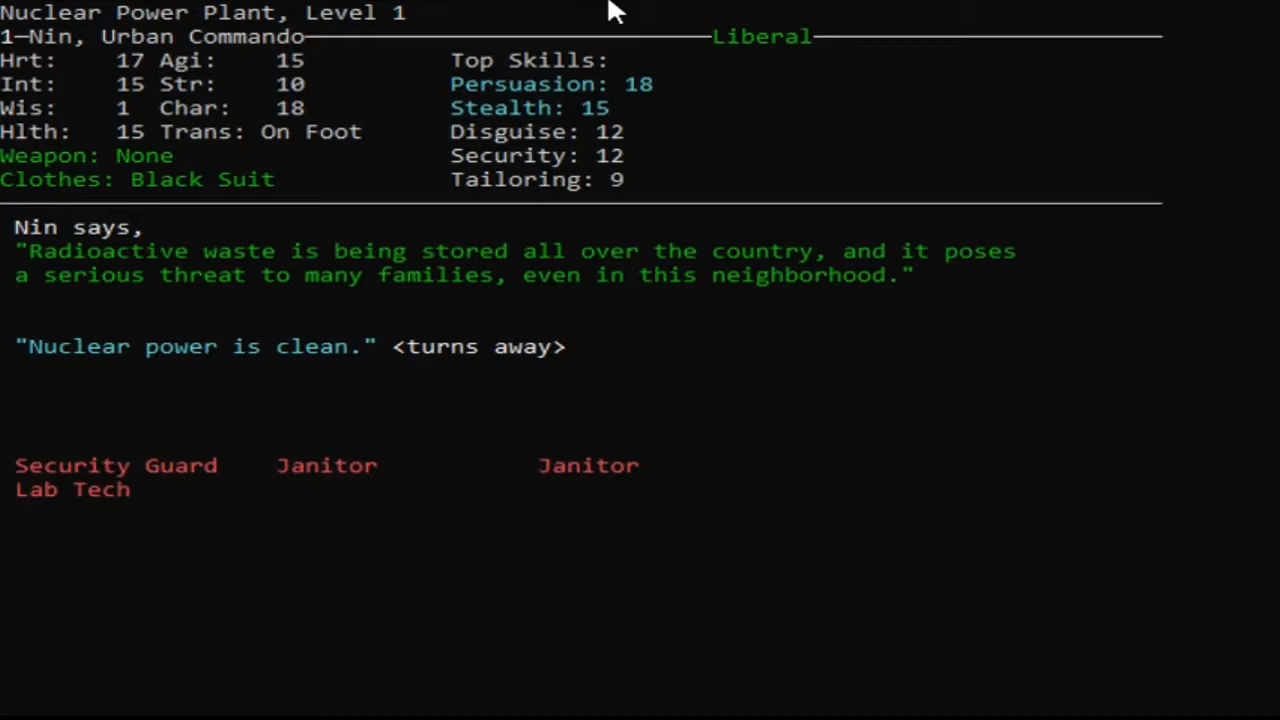 Nuclear Power Plant, Level 1
1—Nin, Urban Commando Liberal
Hrt: 17 Agi: 15 Top Skills:
Int: 15 Str: 10 Persuasion: 18
Wis: 1 Char: 18 Stealth: 15
Hlth: 15 Trans: On Foot Disguise: 12
Weapon: None Security: 12
Clothes: Black Suit Tailoring: 9
Nin says,
"Radioactive waste is being stored all over the country, and it poses
a serious threat to many families, even in this neighborhood."
"Nuclear power is clean." <turns away>
Security Guard Janitor Janitor
Lab Tech